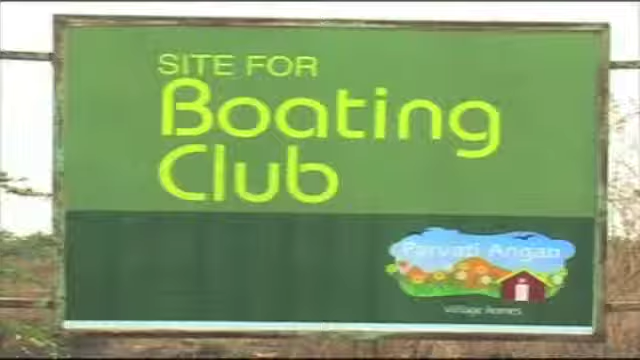 SITE FOR
Boating
Club
Parvati Angan
Village Homes